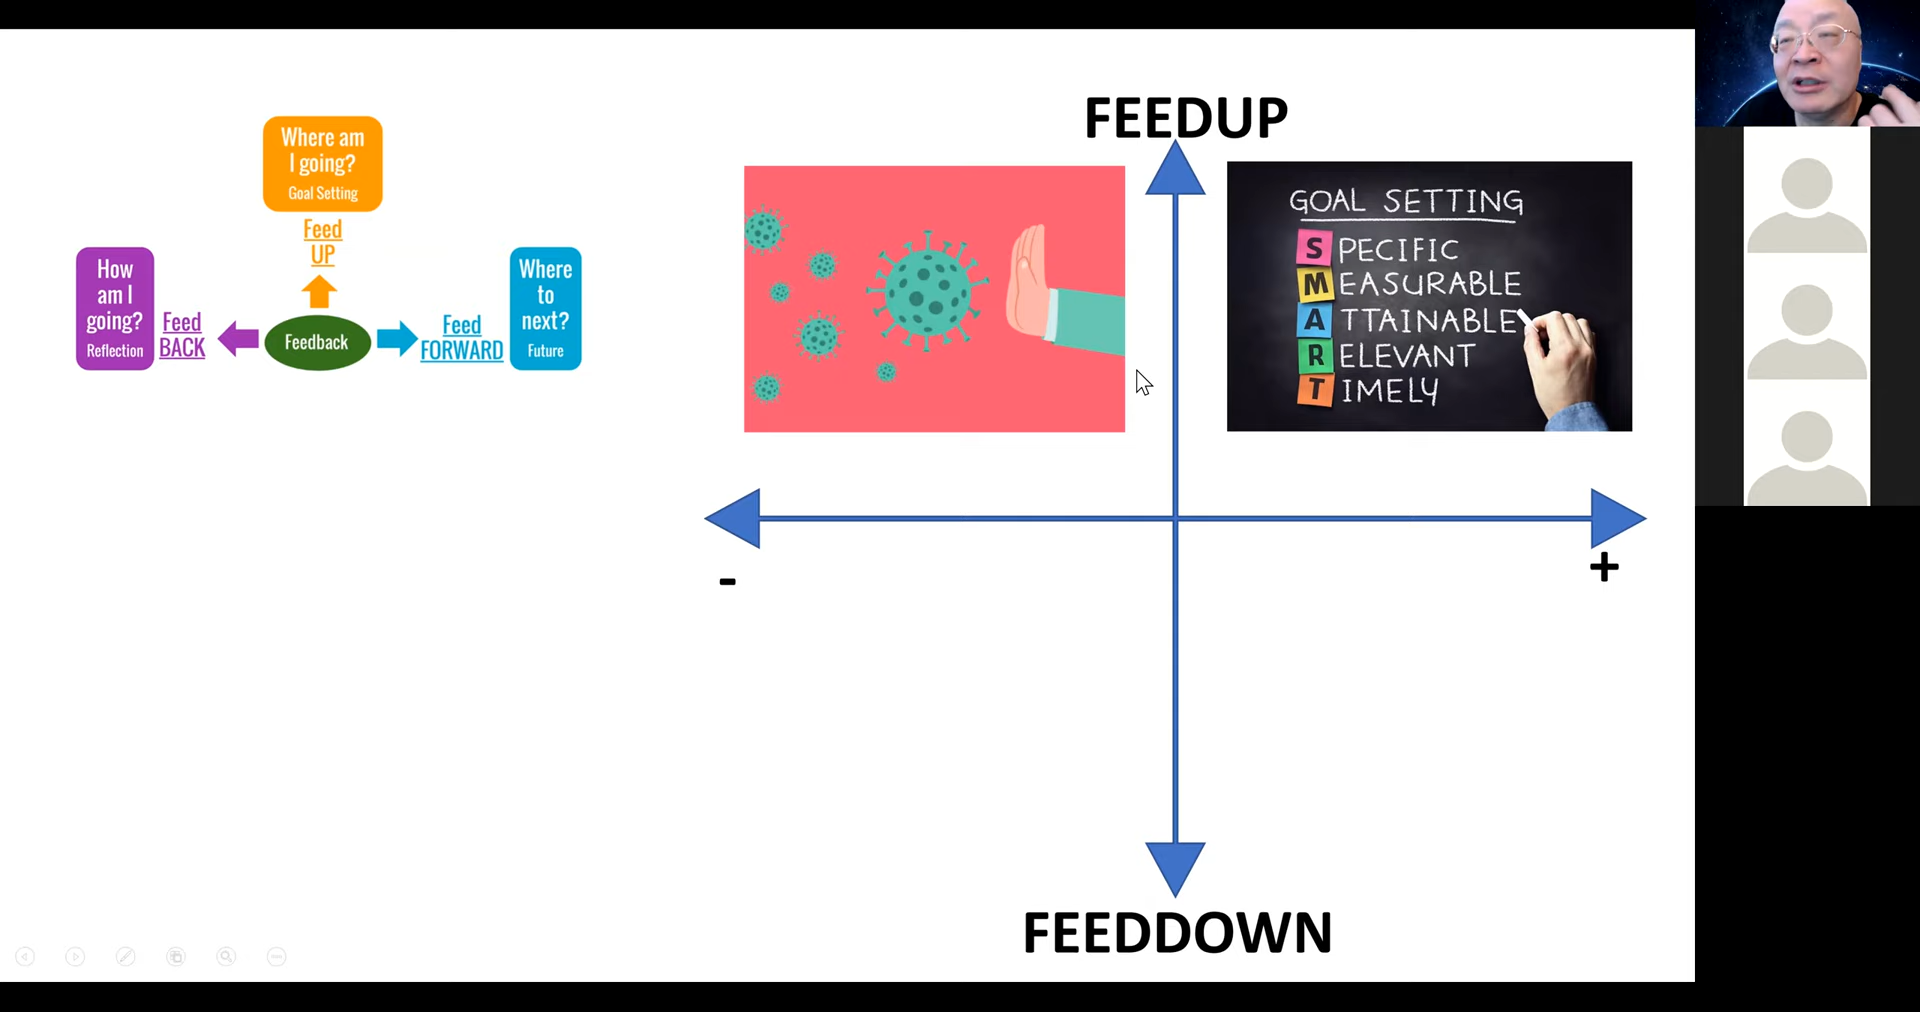 Where am
I going?
Goal Setting
Feed
UP
How
am I
going?
Reflection
Feed
BACK
Feedback
Feed
FORWARD
Where
to
next?
Future
FEEDUP
GOAL SETTING
SPECIFIC
MEASURABLE
ATTAINABLE
RELEVANT
TIMELY
-
+
FEEDDOWN